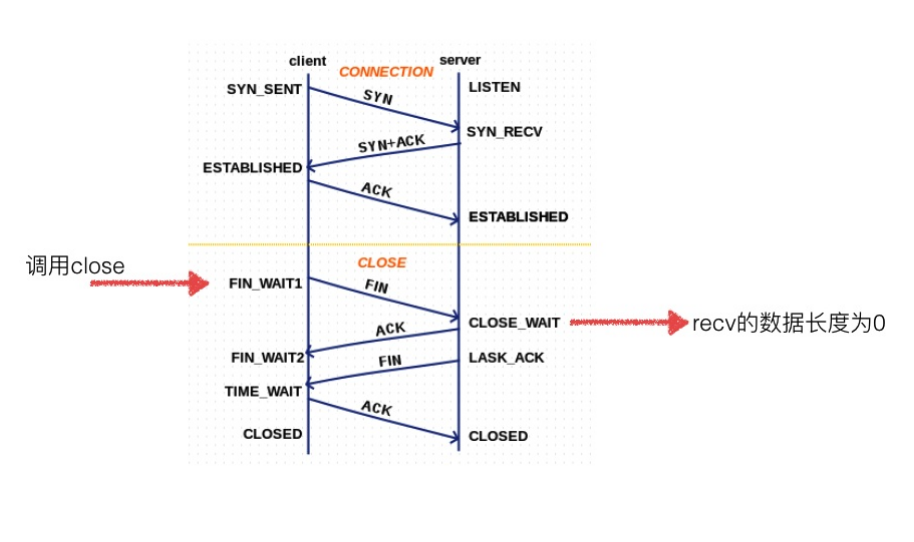 client
server
CONNECTION
SYN_SENT
LISTEN
SYN
SYN_RECV
SYN+ACK
ESTABLISHED
ACK
ESTABLISHED
调用close
CLOSE
FIN_WAIT1
FIN
CLOSE_WAIT
recv的数据长度为0
ACK
FIN_WAIT2
FIN
LASK_ACK
TIME_WAIT
ACK
CLOSED
CLOSED